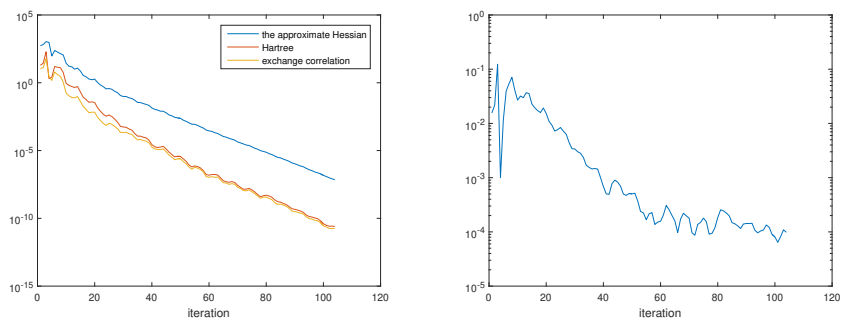 10^5
10^0
10^-5
10^-10
10^-15
0 20 40 60 80 100 120
iteration
the approximate Hessian
Hartree
exchange correlation
10^0
10^-1
10^-2
10^-3
10^-4
10^-5
0 20 40 60 80 100 120
iteration